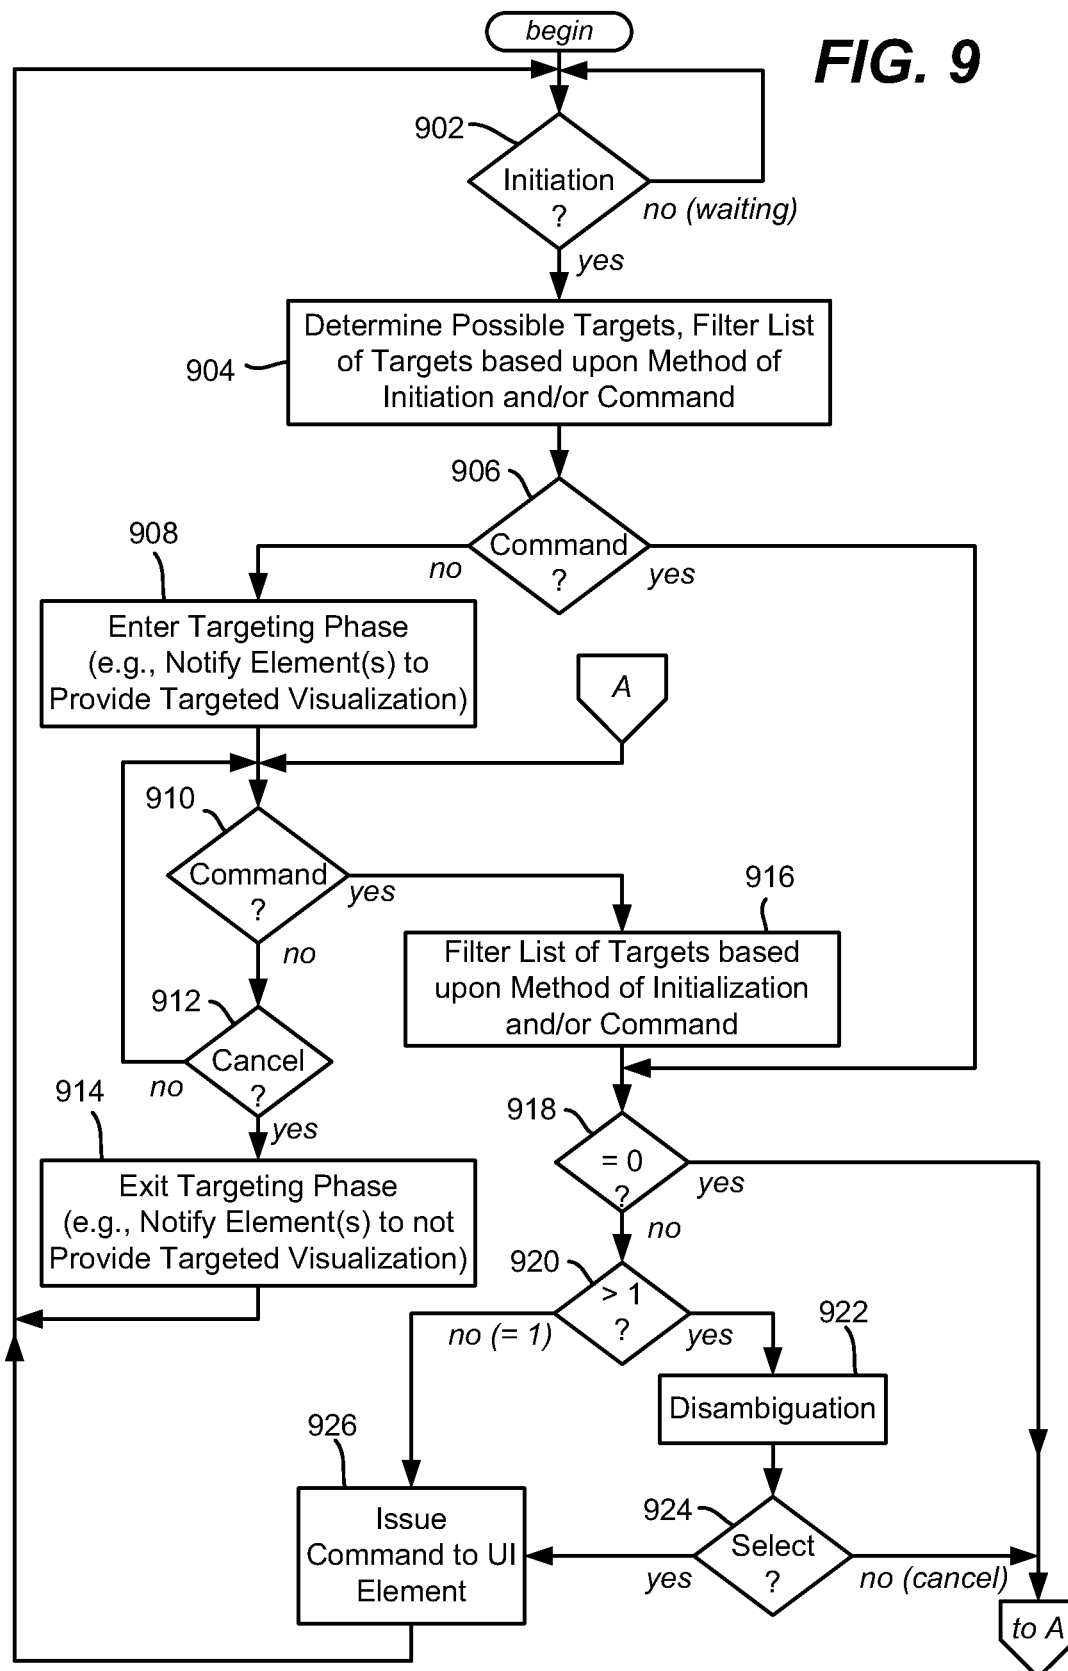 begin
FIG. 9
902
Initiation
?
no (waiting)
yes
Determine Possible Targets, Filter List
of Targets based upon Method of
Initiation and/or Command
904
906
Command
?
no
yes
908
Enter Targeting Phase
(e.g., Notify Element(s) to
Provide Targeted Visualization)
A
910
Command
?
yes
no
916
Filter List of Targets based
upon Method of Initialization
and/or Command
912
Cancel
?
no
yes
914
Exit Targeting Phase
(e.g., Notify Element(s) to not
Provide Targeted Visualization)
918
= 0
?
yes
no
920
> 1
?
no (= 1)
yes
922
Disambiguation
926
Issue
Command to UI
Element
924
Select
?
yes
no (cancel)
to A